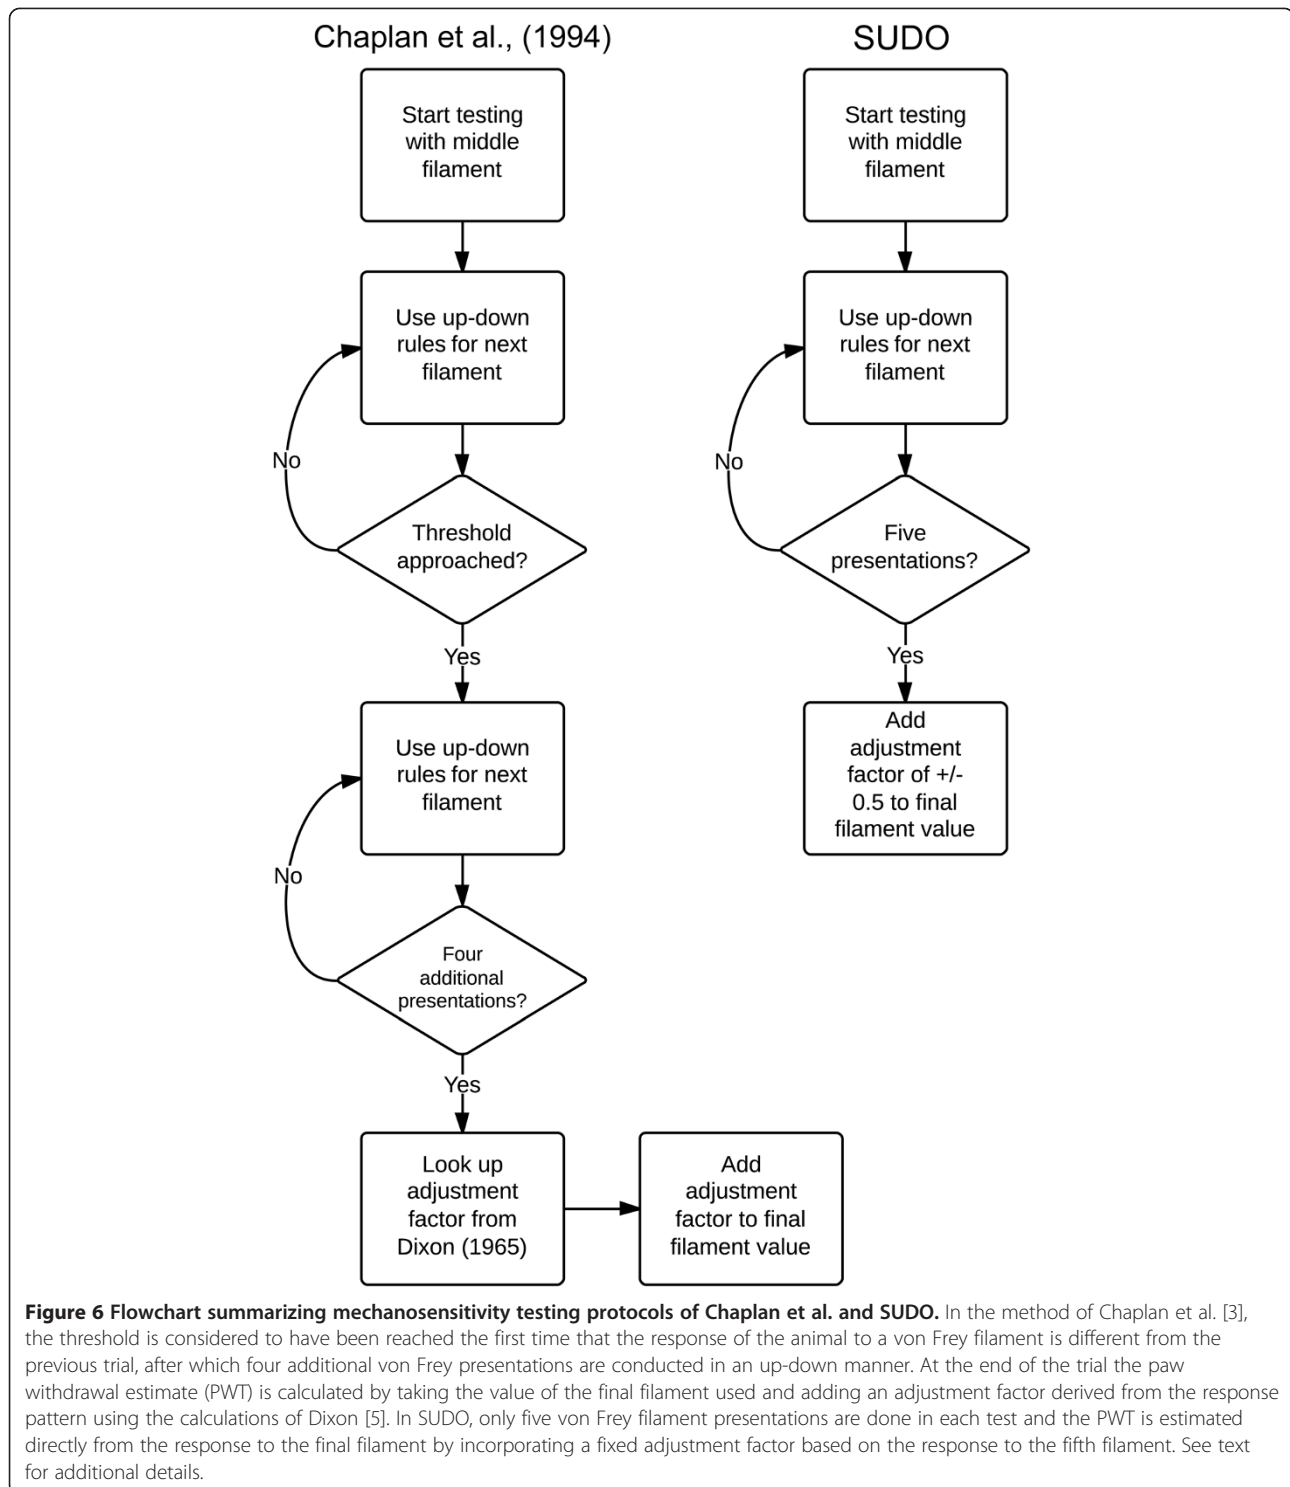 Chaplan et al., (1994)
Start testing
with middle
filament
Use up-down
rules for next
filament
No
Threshold
approached?
Yes
Use up-down
rules for next
filament
No
Four
additional
presentations?
Yes
Look up
adjustment
factor from
Dixon (1965)
Add
adjustment
factor to final
filament value
SUDO
Start testing
with middle
filament
Use up-down
rules for next
filament
No
Five
presentations?
Yes
Add
adjustment
factor of +/-
0.5 to final
filament value
Figure 6 Flowchart summarizing mechanosensitivity testing protocols of Chaplan et al. and SUDO. In the method of Chaplan et al. [3],
the threshold is considered to have been reached the first time that the response of the animal to a von Frey filament is different from the
previous trial, after which four additional von Frey presentations are conducted in an up-down manner. At the end of the trial the paw
withdrawal estimate (PWT) is calculated by taking the value of the final filament used and adding an adjustment factor derived from the response
pattern using the calculations of Dixon [5]. In SUDO, only five von Frey filament presentations are done in each test and the PWT is estimated
directly from the response to the final filament by incorporating a fixed adjustment factor based on the response to the fifth filament. See text
for additional details.